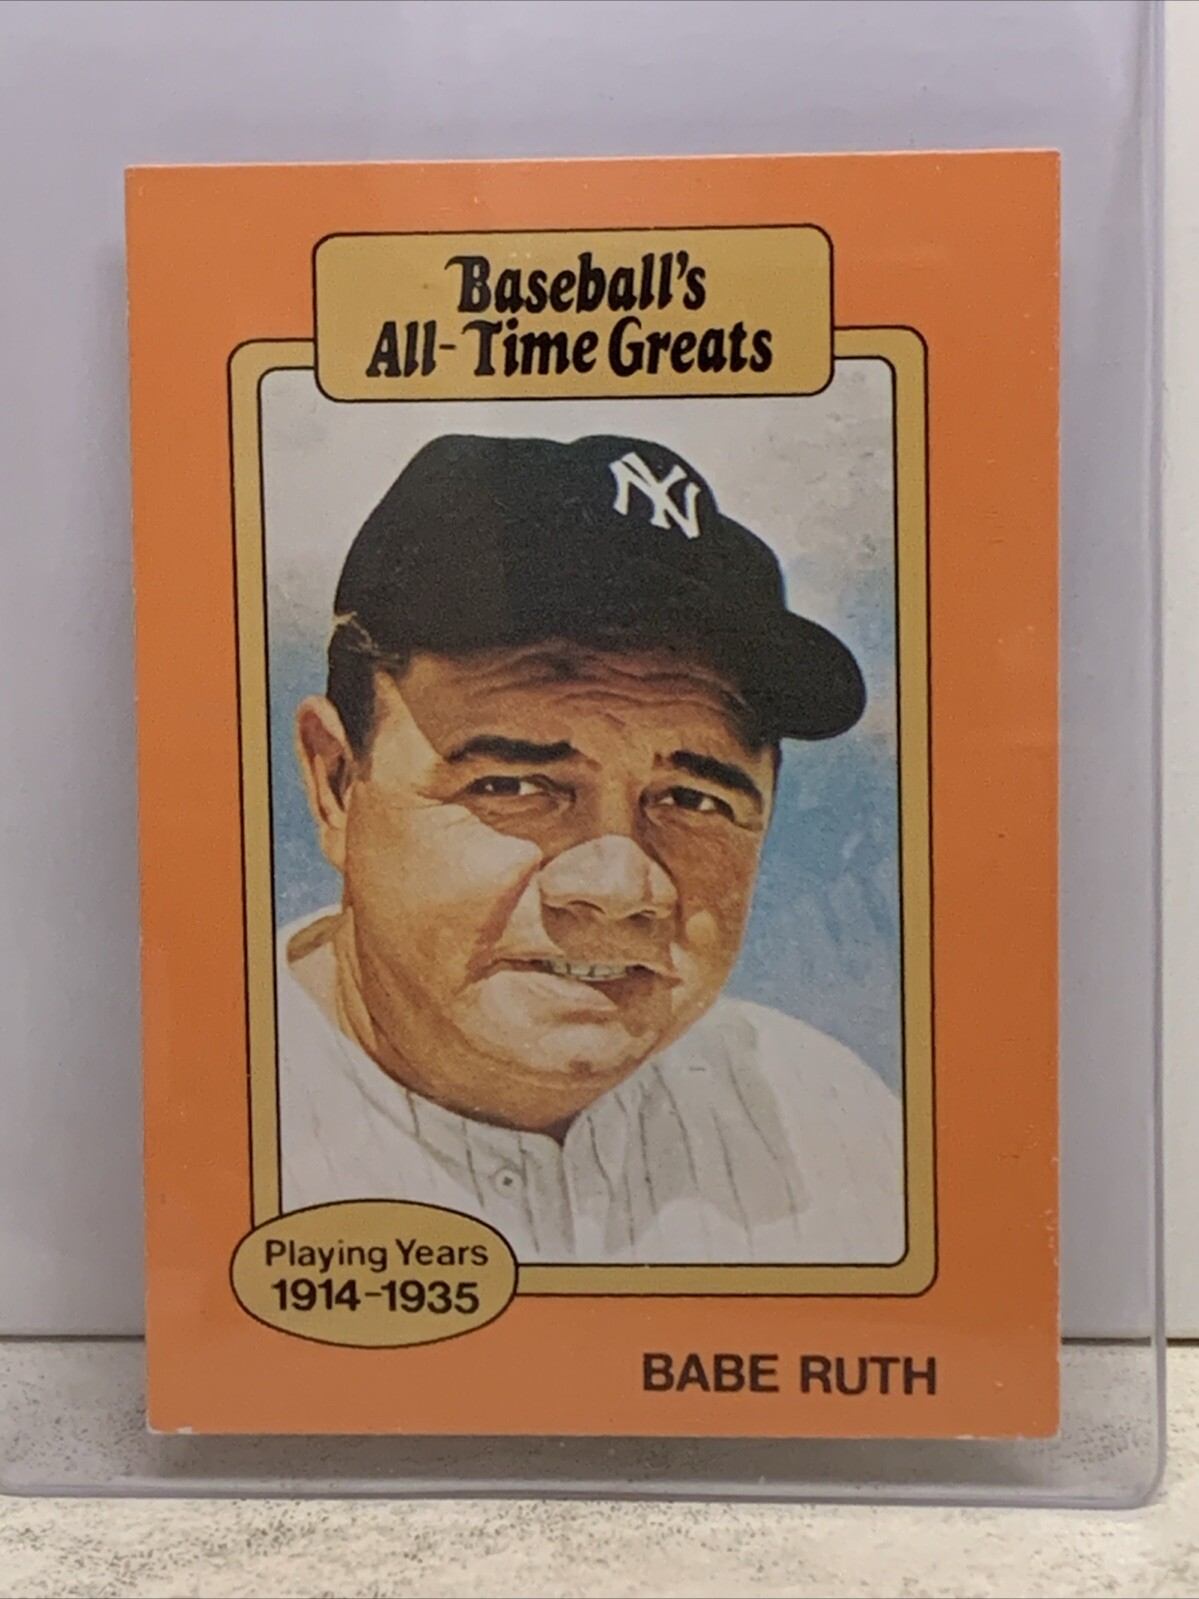 Baseball's
All-Time Greats
NY
Playing Years
1914-1935
BABE RUTH